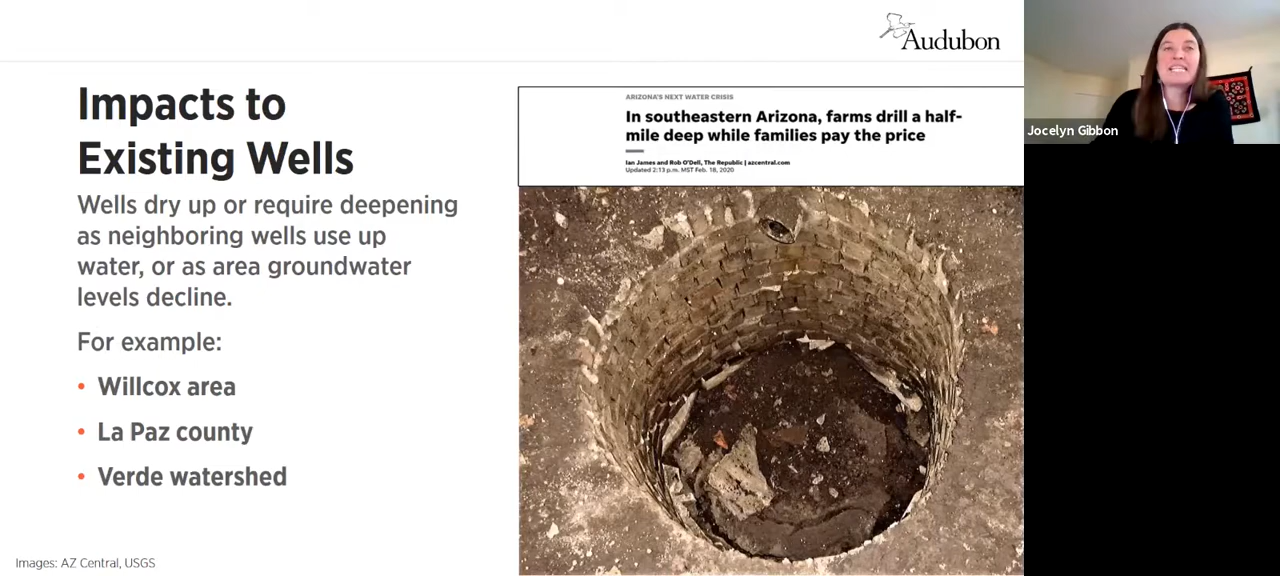 Audubon
Impacts to
Existing Wells
Wells dry up or require deepening
as neighboring wells use up
water, or as area groundwater
levels decline.
For example:
• Willcox area
• La Paz county
• Verde watershed
Images: AZ Central, USGS
ARIZONA'S NEXT WATER CRISIS
In southeastern Arizona, farms drill a half-
mile deep while families pay the price
Ian James and Rob O'Dell, The Republic | azcentral.com
Updated 2:13 p.m. MST Feb. 18, 2020
Jocelyn Gibbon